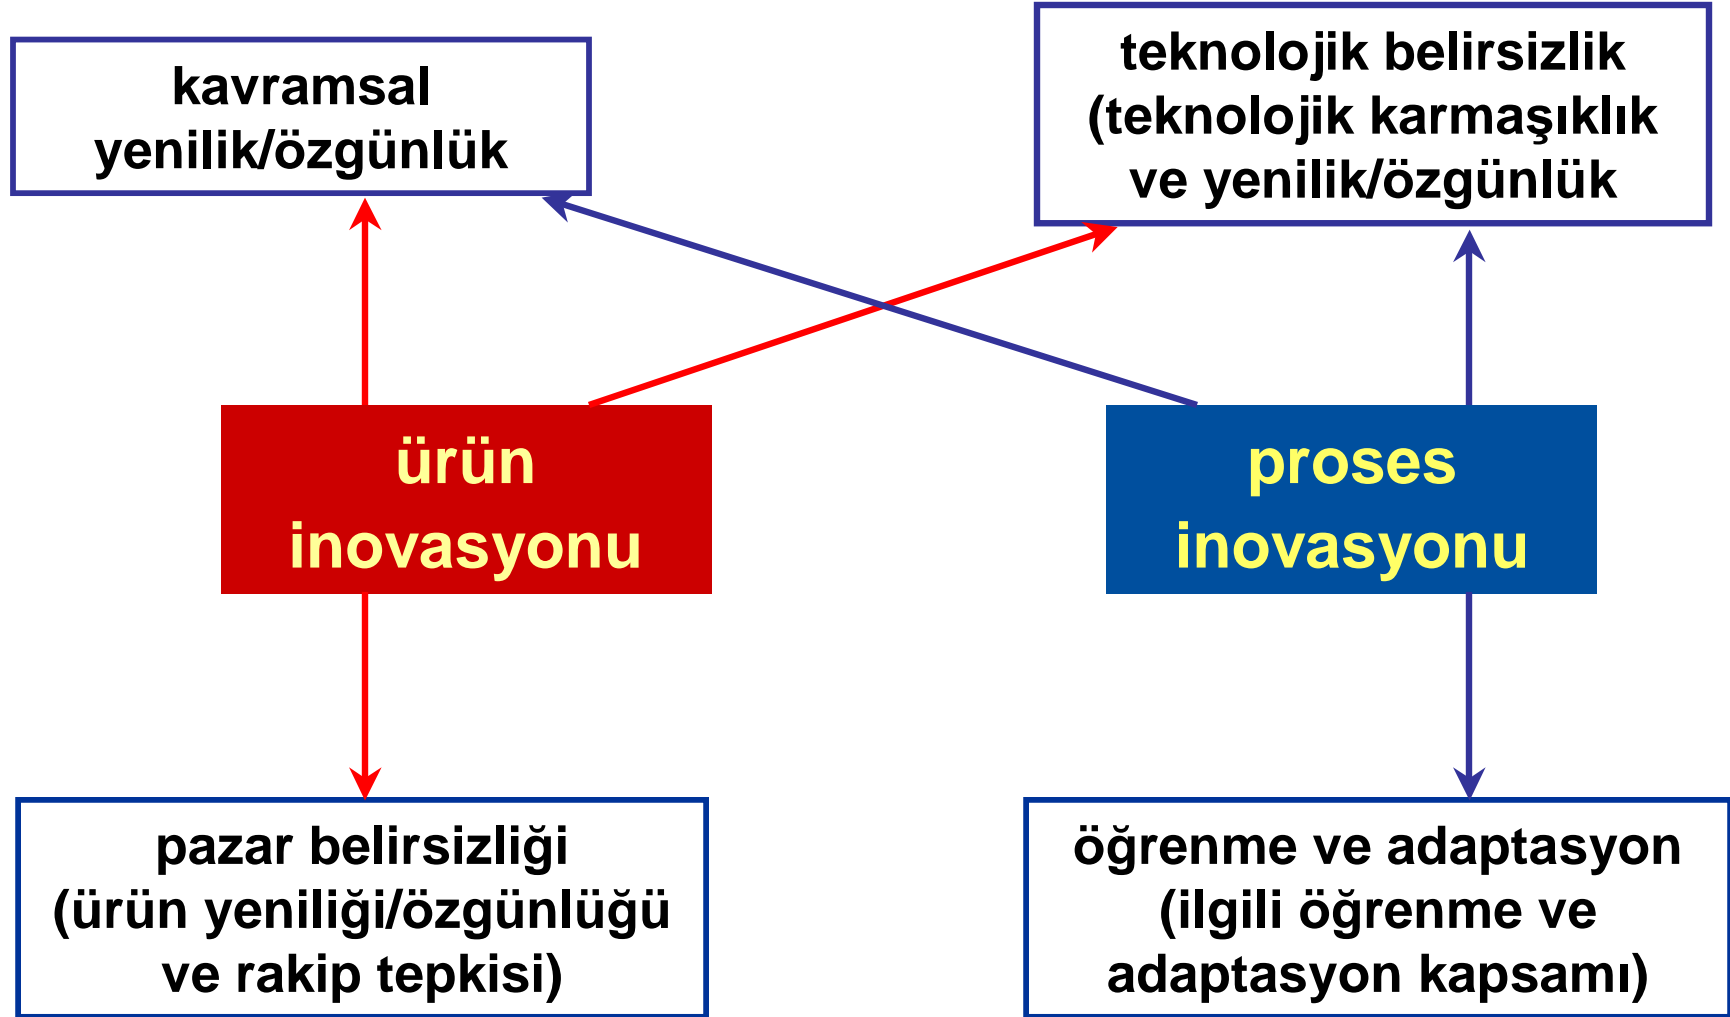 kavramsal
yenilik/özgünlük
teknolojik belirsizlik
(teknolojik karmaşıklık
ve yenilik/özgünlük
ürün
inovasyonu
proses
inovasyonu
pazar belirsizliği
(ürün yeniliği/özgünlüğü
ve rakip tepkisi)
öğrenme ve adaptasyon
(ilgili öğrenme ve
adaptasyon kapsamı)